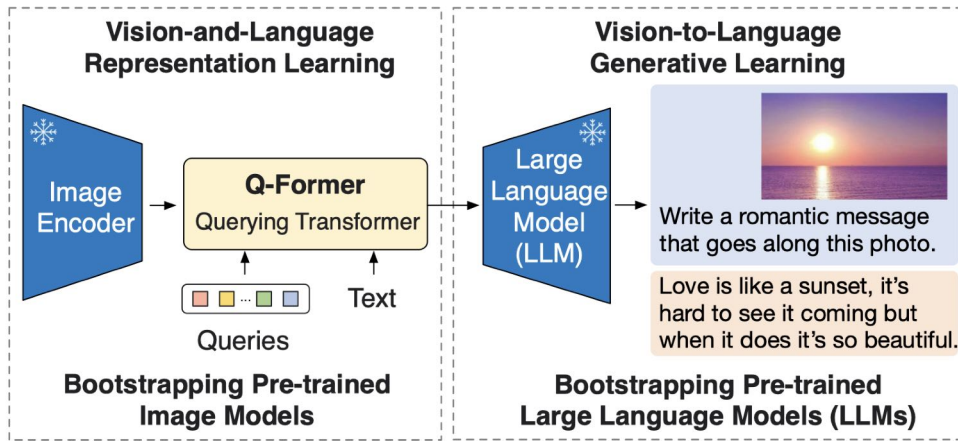 Vision-and-Language
Representation Learning
Image
Encoder
Q-Former
Querying Transformer
...
Queries
Text
Bootstrapping Pre-trained
Image Models
Vision-to-Language
Generative Learning
Large
Language
Model
(LLM)
Write a romantic message
that goes along this photo.
Love is like a sunset, it's
hard to see it coming but
when it does it's so beautiful.
Bootstrapping Pre-trained
Large Language Models (LLMs)